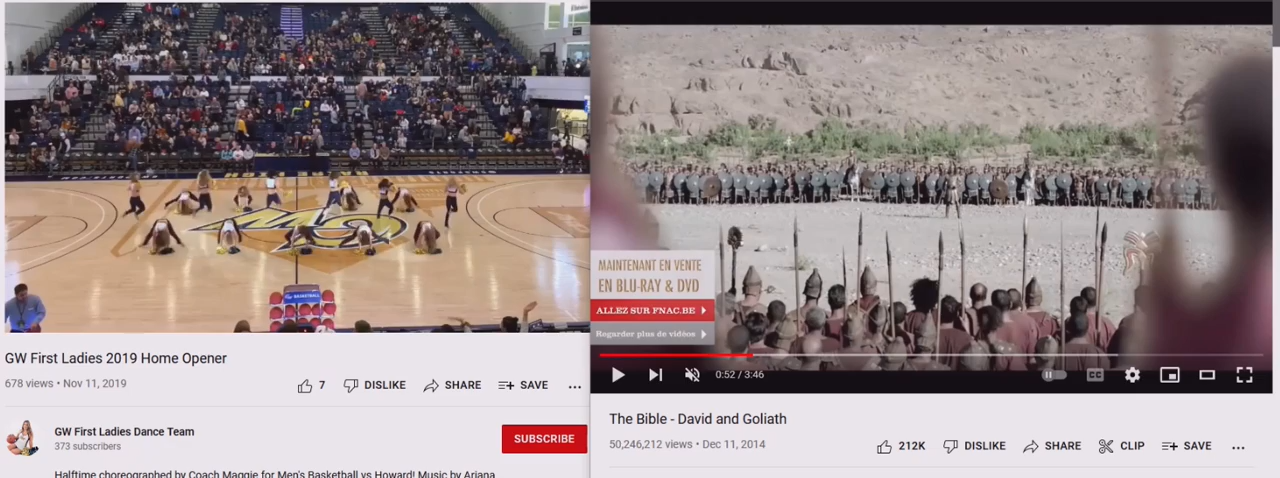 GW
BASKETBALL
GW First Ladies 2019 Home Opener
678 views • Nov 11, 2019
7
DISLIKE
SHARE
SAVE
GW First Ladies Dance Team
373 subscribers
SUBSCRIBE
Halftime choreographed by Coach Maggie for Men's Basketball vs Howard! Music by Ariana
MAINTENANT EN VENTE
EN BLU-RAY & DVD
ALLEZ SUR FNAC.BE
Regarder plus de vidéos
0:52 / 3:46
CC
The Bible - David and Goliath
50,246,212 views • Dec 11, 2014
212K
DISLIKE
SHARE
CLIP
SAVE